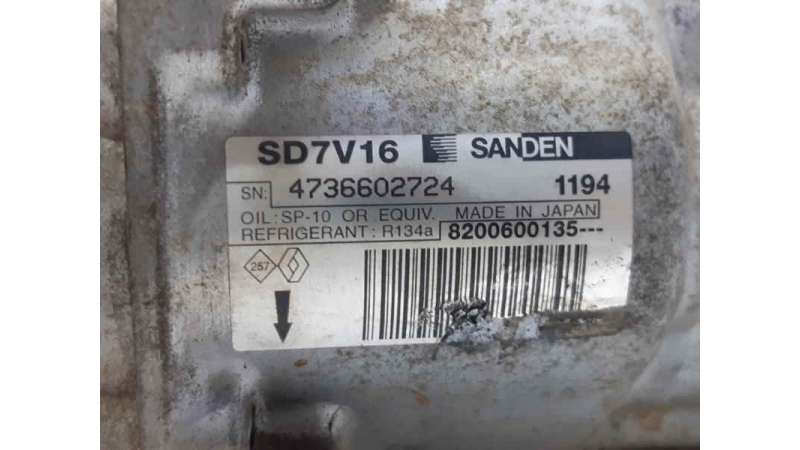 SD7V16 SANDEN
SN: 4736602724 1194
OIL: SP-10 OR EQUIV. MADE IN JAPAN
REFRIGERANT: R134a 8200600135---
257